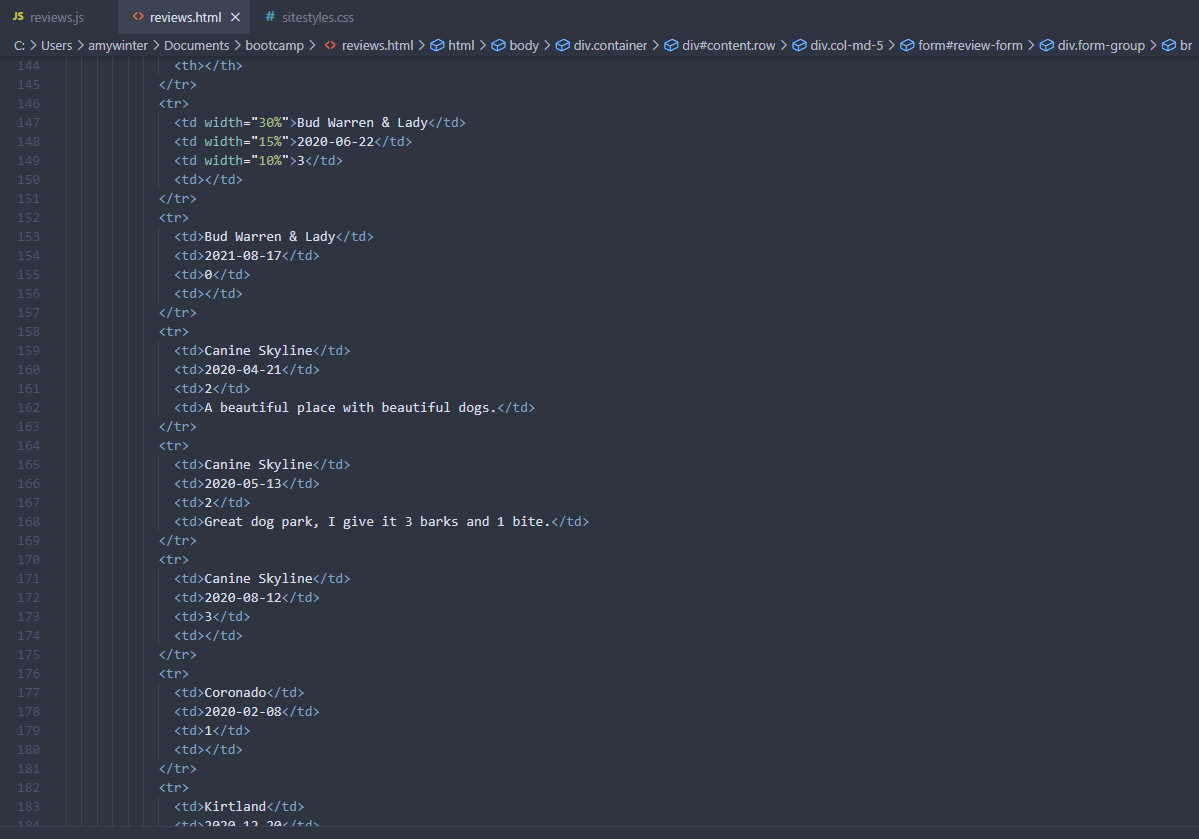 JS reviews.js <> reviews.html × # sitestyles.css
C: > Users > amywinter > Documents > bootcamp > <> reviews.html > html > body > div.container > div#content.row > div.col-md-5 > form#review-form > div.form-group > br
144 <th></th>
145 </tr>
146 <tr>
147 <td width="30%">Bud Warren & Lady</td>
148 <td width="15%">2020-06-22</td>
149 <td width="10%">3</td>
150 <td></td>
151 </tr>
152 <tr>
153 <td>Bud Warren & Lady</td>
154 <td>2021-08-17</td>
155 <td>0</td>
156 <td></td>
157 </tr>
158 <tr>
159 <td>Canine Skyline</td>
160 <td>2020-04-21</td>
161 <td>2</td>
162 <td>A beautiful place with beautiful dogs.</td>
163 </tr>
164 <tr>
165 <td>Canine Skyline</td>
166 <td>2020-05-13</td>
167 <td>2</td>
168 <td>Great dog park, I give it 3 barks and 1 bite.</td>
169 </tr>
170 <tr>
171 <td>Canine Skyline</td>
172 <td>2020-08-12</td>
173 <td>3</td>
174 <td></td>
175 </tr>
176 <tr>
177 <td>Coronado</td>
178 <td>2020-02-08</td>
179 <td>1</td>
180 <td></td>
181 </tr>
182 <tr>
183 <td>Kirtland</td>
184 <td>2020-12-20</td>